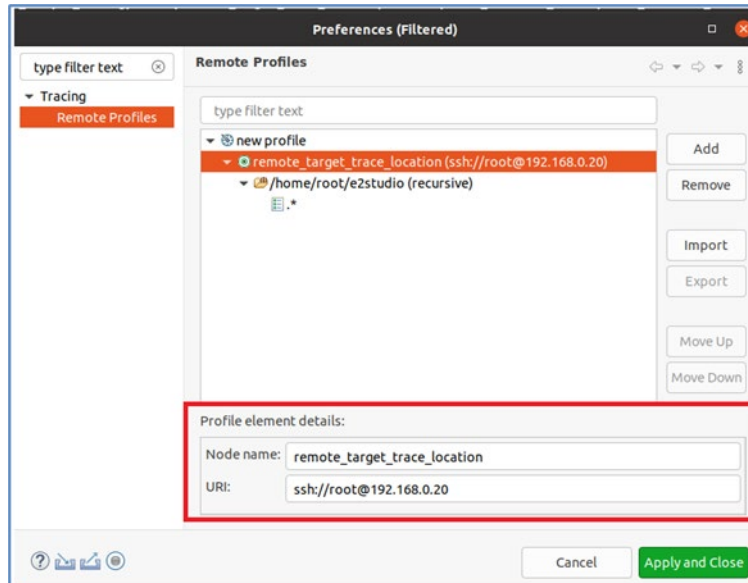 Preferences (Filtered)
type filter text
Tracing
Remote Profiles
Remote Profiles
type filter text
new profile
remote_target_trace_location (ssh://root@192.168.0.20)
/home/root/e2studio (recursive)
.*
Add
Remove
Import
Export
Move Up
Move Down
Profile element details:
Node name: remote_target_trace_location
URI: ssh://root@192.168.0.20
Cancel
Apply and Close